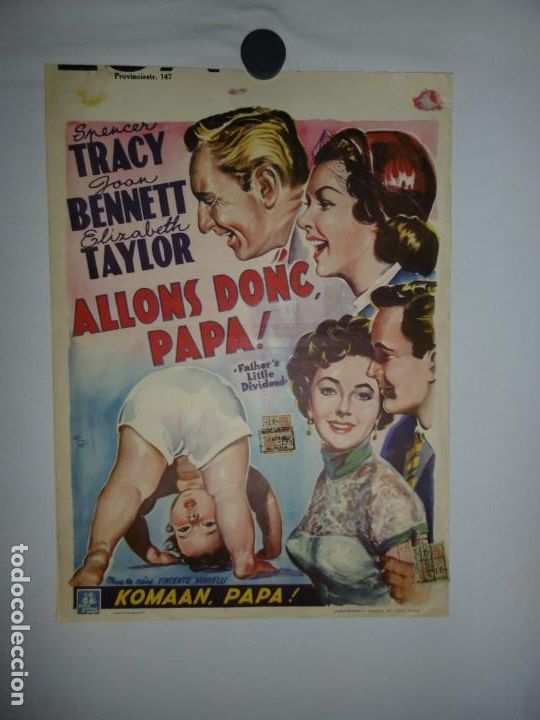 Provinciestr. 147
Spencer
TRACY
Joan
BENNETT
Elizabeth
TAYLOR
ALLONS DONC,
PAPA!
"Father's
Little
Dividend"
Mise en scène VINCENTE MINNELLI
KOMAAN, PAPA!
todocoleccion.net